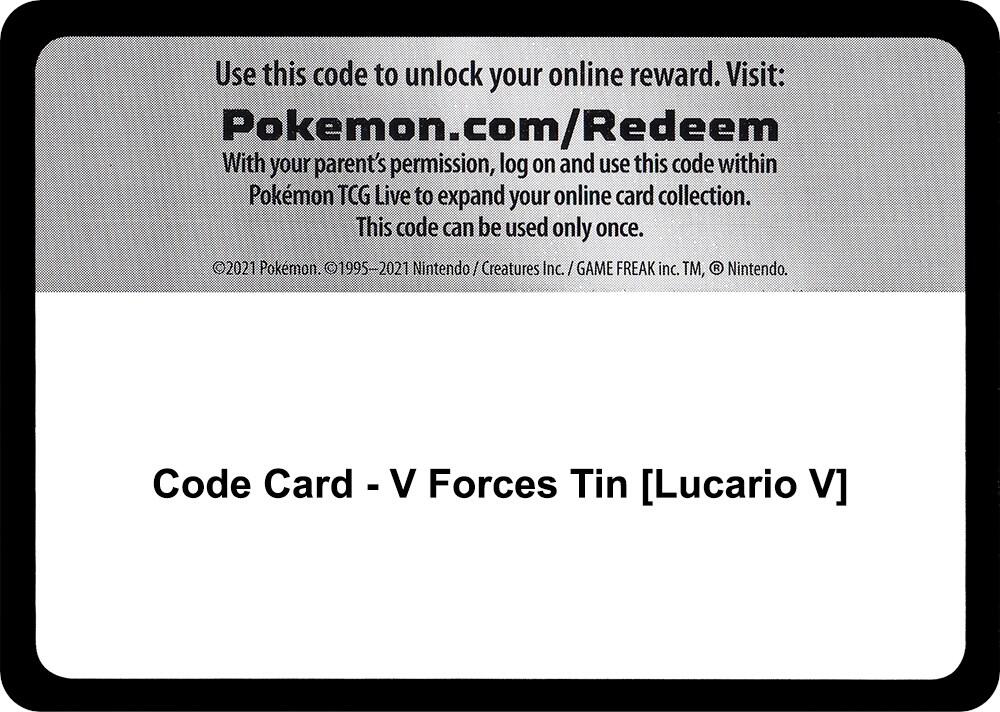 Use this code to unlock your online reward. Visit:
Pokemon.com/Redeem
With your parent's permission, log on and use this code within
Pokémon TCG Live to expand your online card collection.
This code can be used only once.
©2021 Pokémon. ©1995–2021 Nintendo / Creatures Inc. / GAME FREAK inc. TM, ® Nintendo.
Code Card - V Forces Tin [Lucario V]